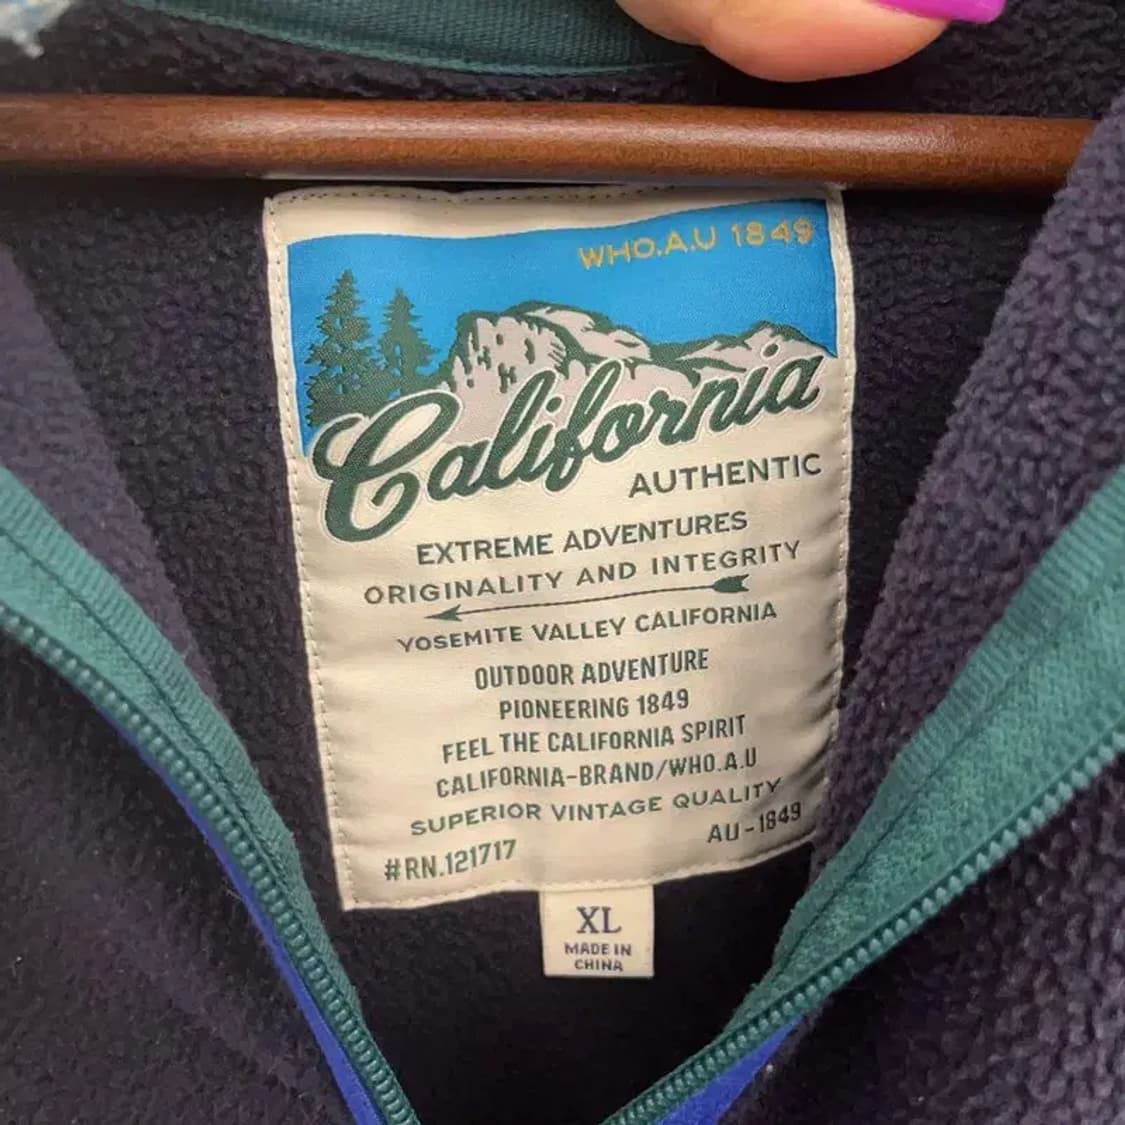 WHO.A.U 1849
California
AUTHENTIC
EXTREME ADVENTURES
ORIGINALITY AND INTEGRITY
YOSEMITE VALLEY CALIFORNIA
OUTDOOR ADVENTURE
PIONEERING 1849
FEEL THE CALIFORNIA SPIRIT
CALIFORNIA-BRAND/WHO.A.U
SUPERIOR VINTAGE QUALITY
AU-1849
#RN.121717
XL
MADE IN
CHINA